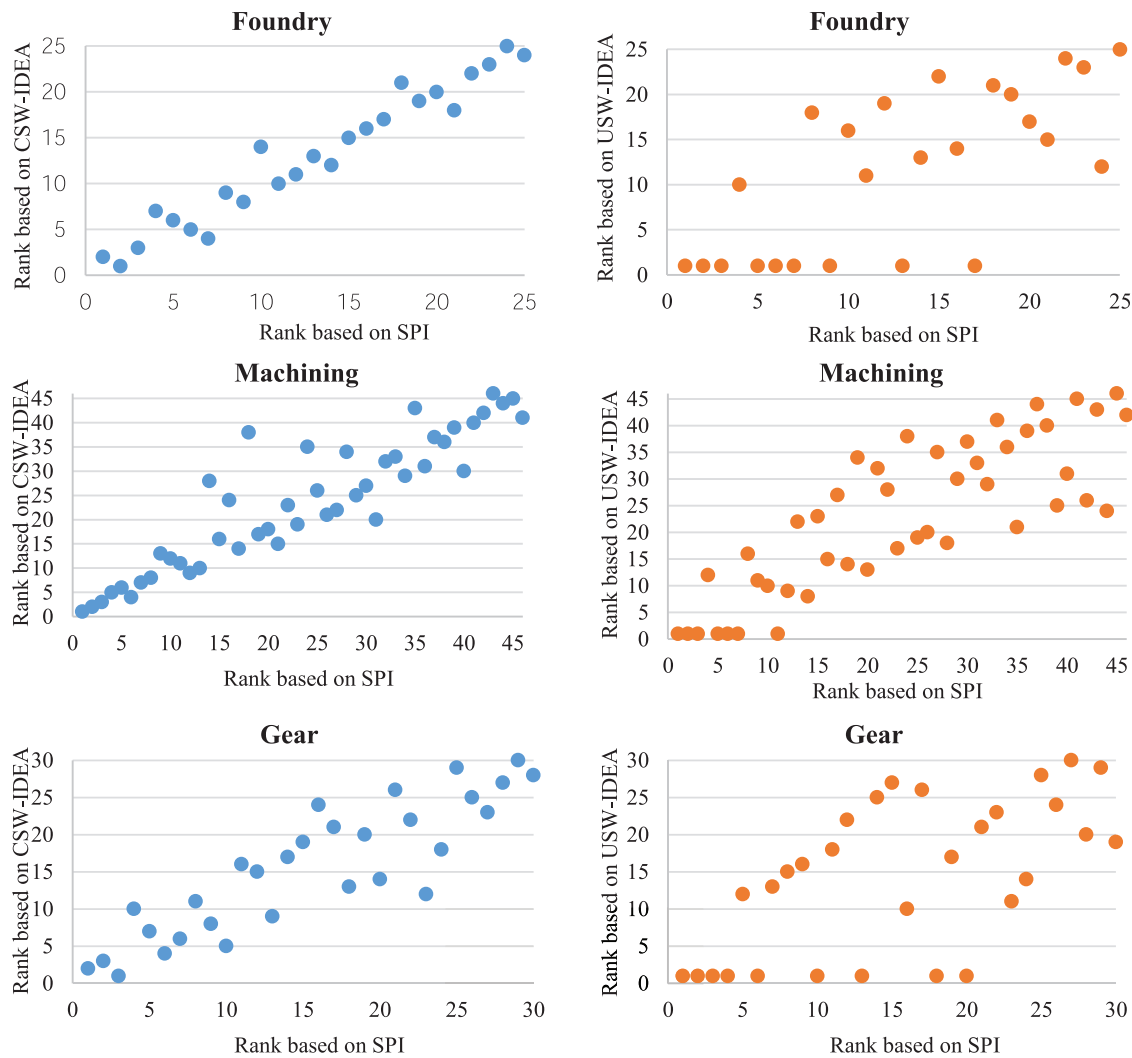 Foundry
Rank based on CSW-IDEA
25
20
15
10
5
0
0 5 10 15 20 25
Rank based on SPI
Foundry
Rank based on USW-IDEA
25
20
15
10
5
0
0 5 10 15 20 25
Rank based on SPI
Machining
Rank based on CSW-IDEA
45
40
35
30
25
20
15
10
5
0
0 5 10 15 20 25 30 35 40 45
Rank based on SPI
Machining
Rank based on USW-IDEA
45
40
35
30
25
20
15
10
5
0
0 5 10 15 20 25 30 35 40 45
Rank based on SPI
Gear
Rank based on CSW-IDEA
30
25
20
15
10
5
0
0 5 10 15 20 25 30
Rank based on SPI
Gear
Rank based on USW-IDEA
30
25
20
15
10
5
0
0 5 10 15 20 25 30
Rank based on SPI